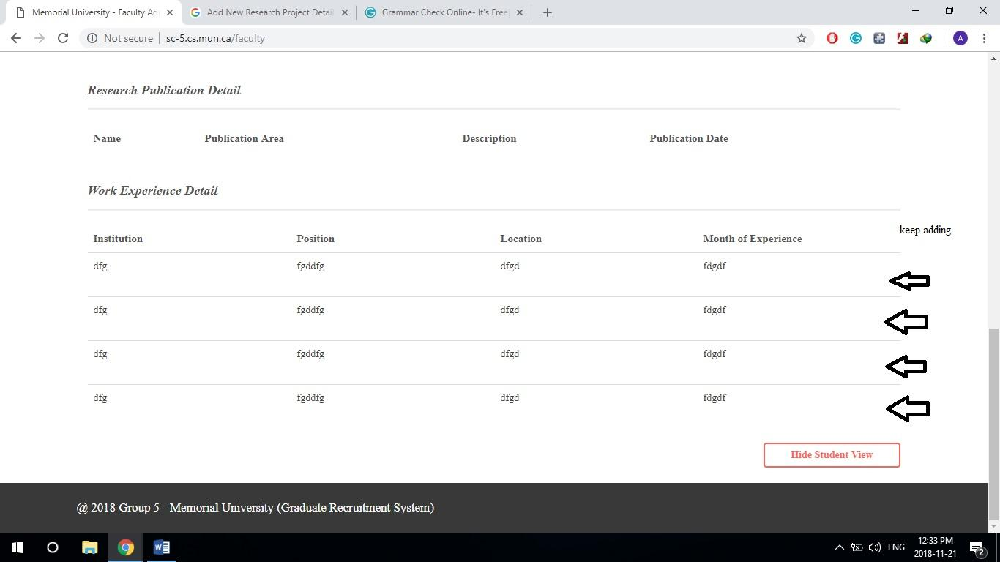 Memorial University - Faculty Ad
Add New Research Project Detail
Grammar Check Online- It's Free
Not secure | sc-5.cs.mun.ca/faculty
A
Research Publication Detail
Name Publication Area Description Publication Date
Work Experience Detail
keep adding
Institution Position Location Month of Experience
dfg fgddfg dfgd fdgdf
dfg fgddfg dfgd fdgdf
dfg fgddfg dfgd fdgdf
dfg fgddfg dfgd fdgdf
Hide Student View
@ 2018 Group 5 - Memorial University (Graduate Recruitment System)
ENG
12:33 PM
2018-11-21
2